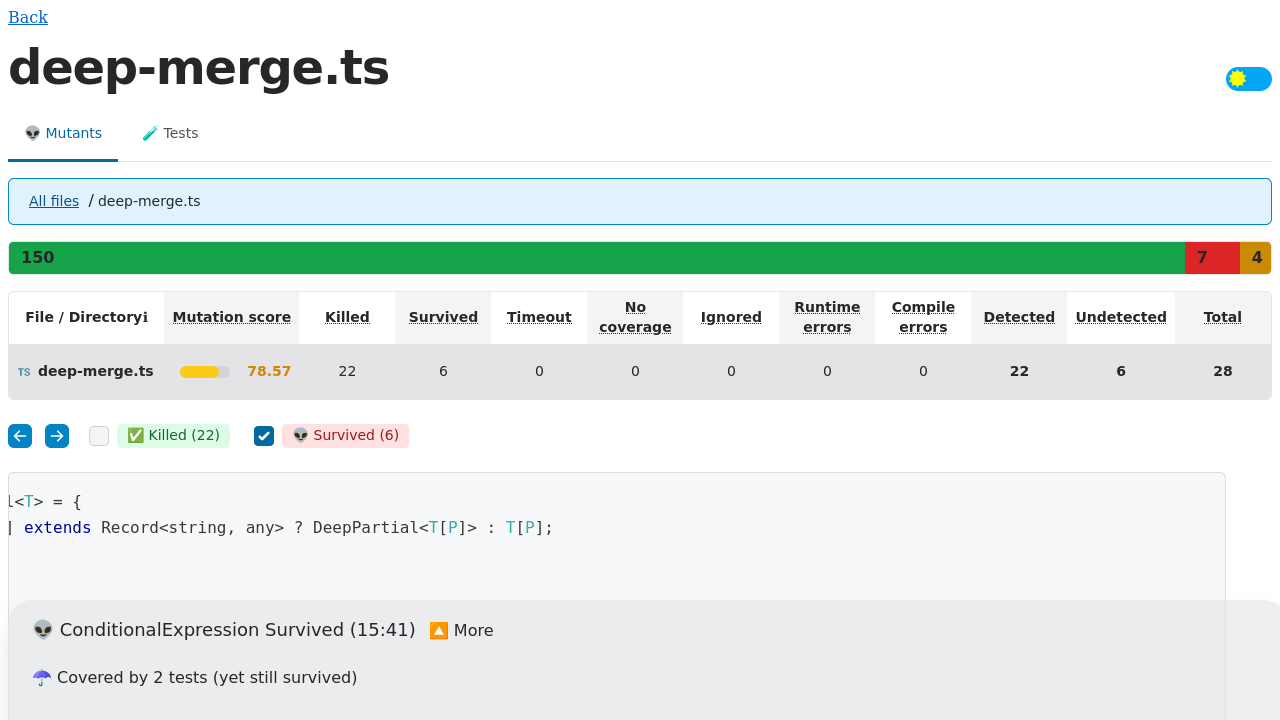 Back
deep-merge.ts
👽 Mutants 🧪 Tests
All files / deep-merge.ts
150 7 4
File / Directoryℹ Mutation score Killed Survived Timeout No coverage Ignored Runtime errors Compile errors Detected Undetected Total
TS deep-merge.ts 78.57 22 6 0 0 0 0 0 22 6 28
✅ Killed (22) 👽 Survived (6)
l<T> = {
] extends Record<string, any> ? DeepPartial<T[P]> : T[P];
👽 ConditionalExpression Survived (15:41) 🔼 More
☂️ Covered by 2 tests (yet still survived)